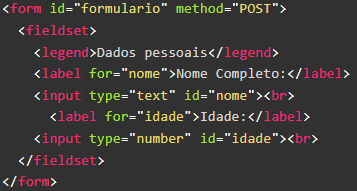 <form id="formulario" method="POST">
<fieldset>
<legend>Dados pessoais</legend>
<label for="nome">Nome Completo:</label>
<input type="text" id="nome"><br>
<label for="idade">Idade:</label>
<input type="number" id="idade"><br>
</fieldset>
</form>